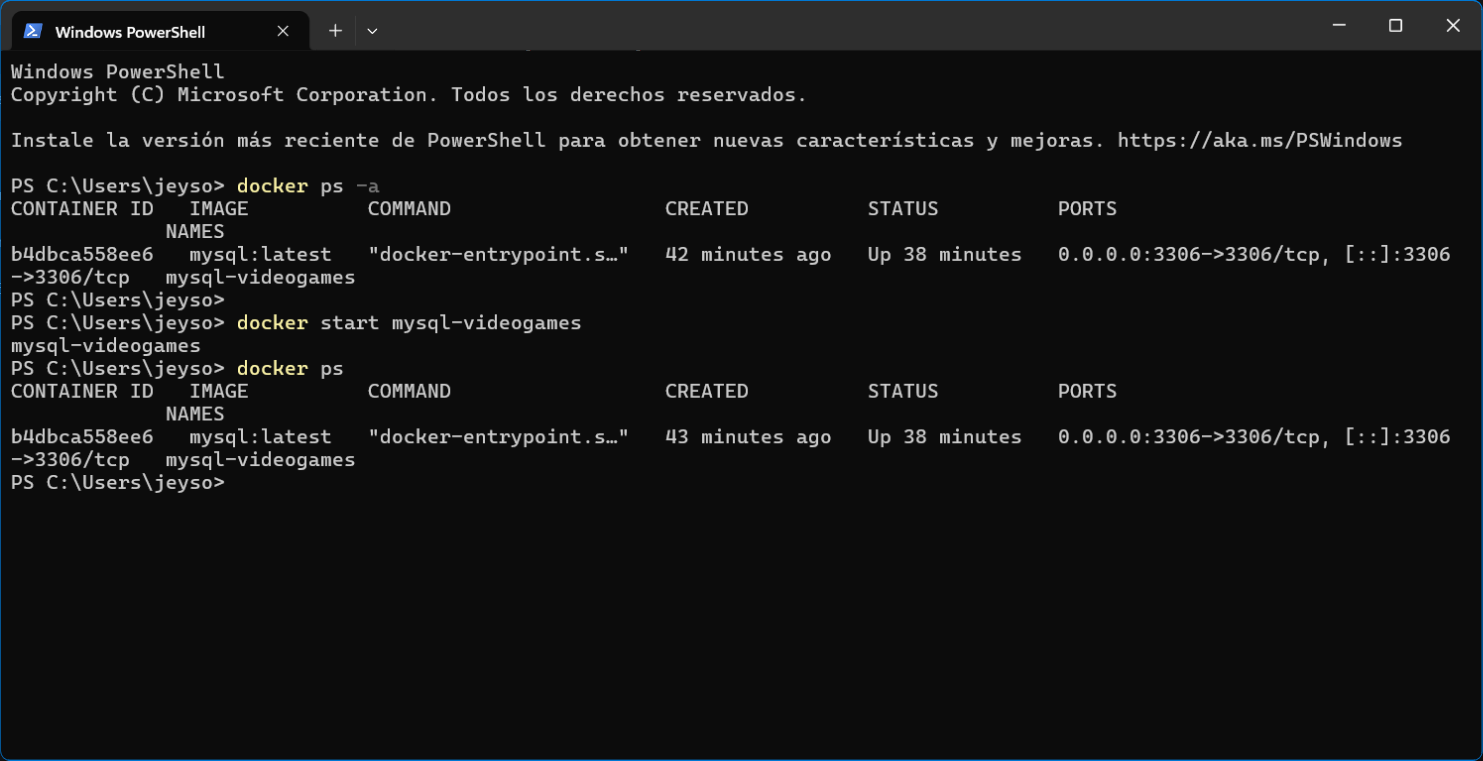 Windows PowerShell
Windows PowerShell
Copyright (C) Microsoft Corporation. Todos los derechos reservados.
Instale la versión más reciente de PowerShell para obtener nuevas características y mejoras. https://aka.ms/PSWindows
PS C:\Users\jeyso> docker ps -a
CONTAINER ID   IMAGE          COMMAND                  CREATED          STATUS          PORTS
             NAMES
b4dbca558ee6   mysql:latest   "docker-entrypoint.s…"   42 minutes ago   Up 38 minutes   0.0.0.0:3306->3306/tcp, [::]:3306
->3306/tcp   mysql-videogames
PS C:\Users\jeyso>
PS C:\Users\jeyso> docker start mysql-videogames
mysql-videogames
PS C:\Users\jeyso> docker ps
CONTAINER ID   IMAGE          COMMAND                  CREATED          STATUS          PORTS
             NAMES
b4dbca558ee6   mysql:latest   "docker-entrypoint.s…"   43 minutes ago   Up 38 minutes   0.0.0.0:3306->3306/tcp, [::]:3306
->3306/tcp   mysql-videogames
PS C:\Users\jeyso>